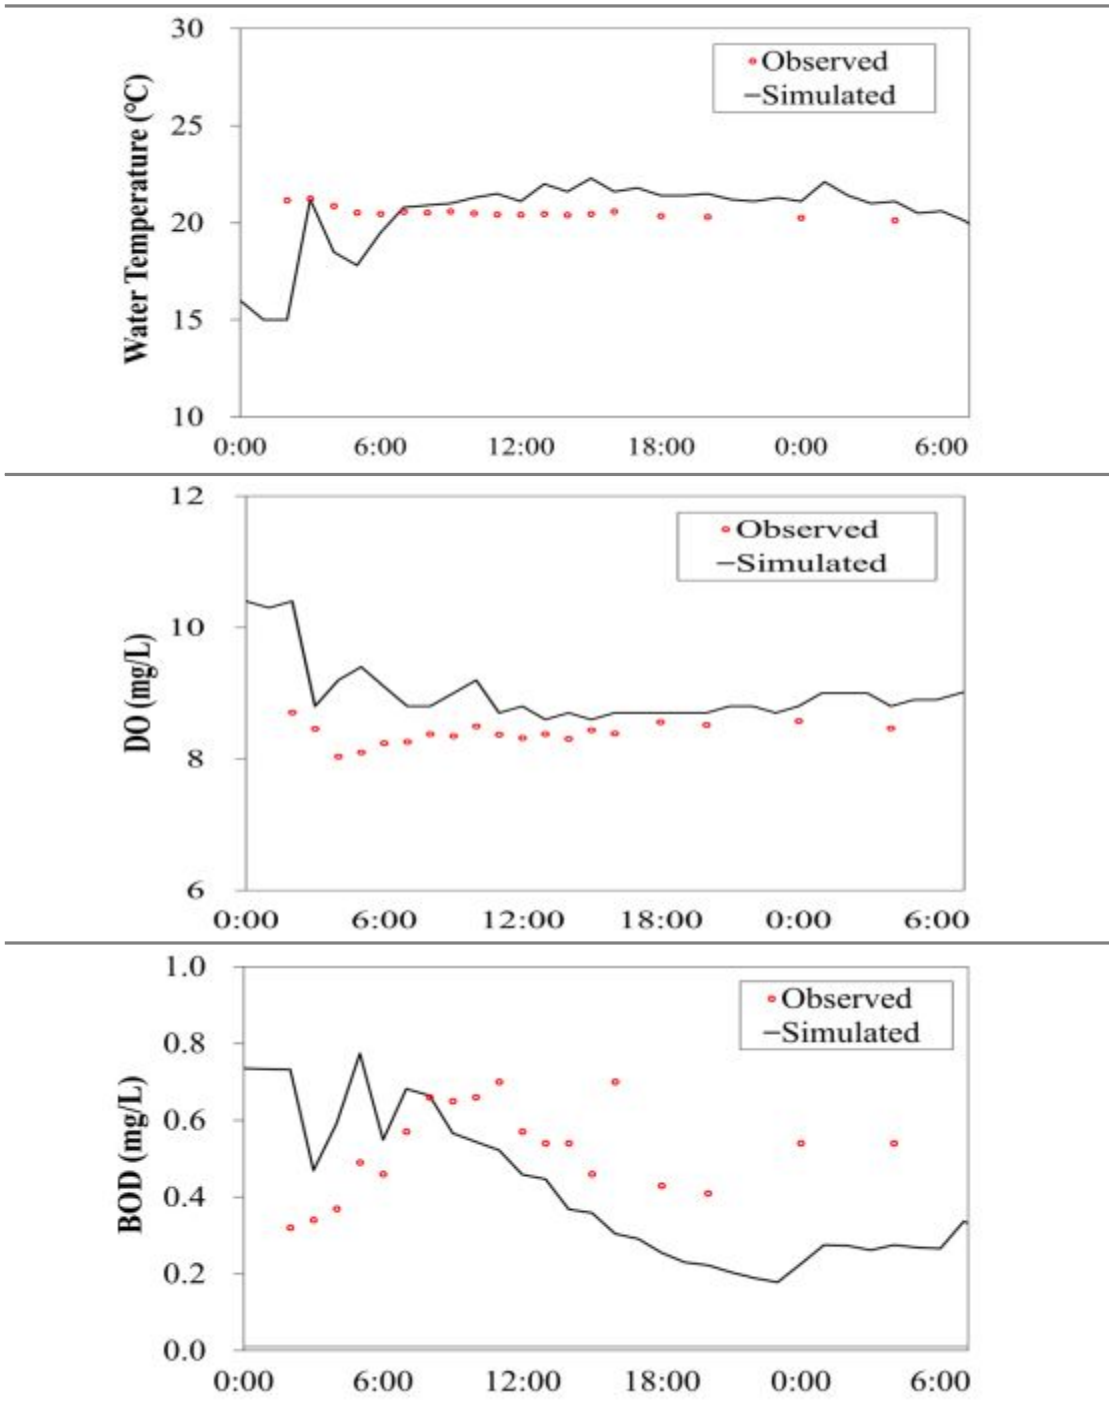 30
Observed
Simulated
25
20
15
10
Water Temperature (℃)
0:00 6:00 12:00 18:00 0:00 6:00
12
Observed
Simulated
10
8
6
DO (mg/L)
0:00 6:00 12:00 18:00 0:00 6:00
1.0
Observed
Simulated
0.8
0.6
0.4
0.2
0.0
BOD (mg/L)
0:00 6:00 12:00 18:00 0:00 6:00